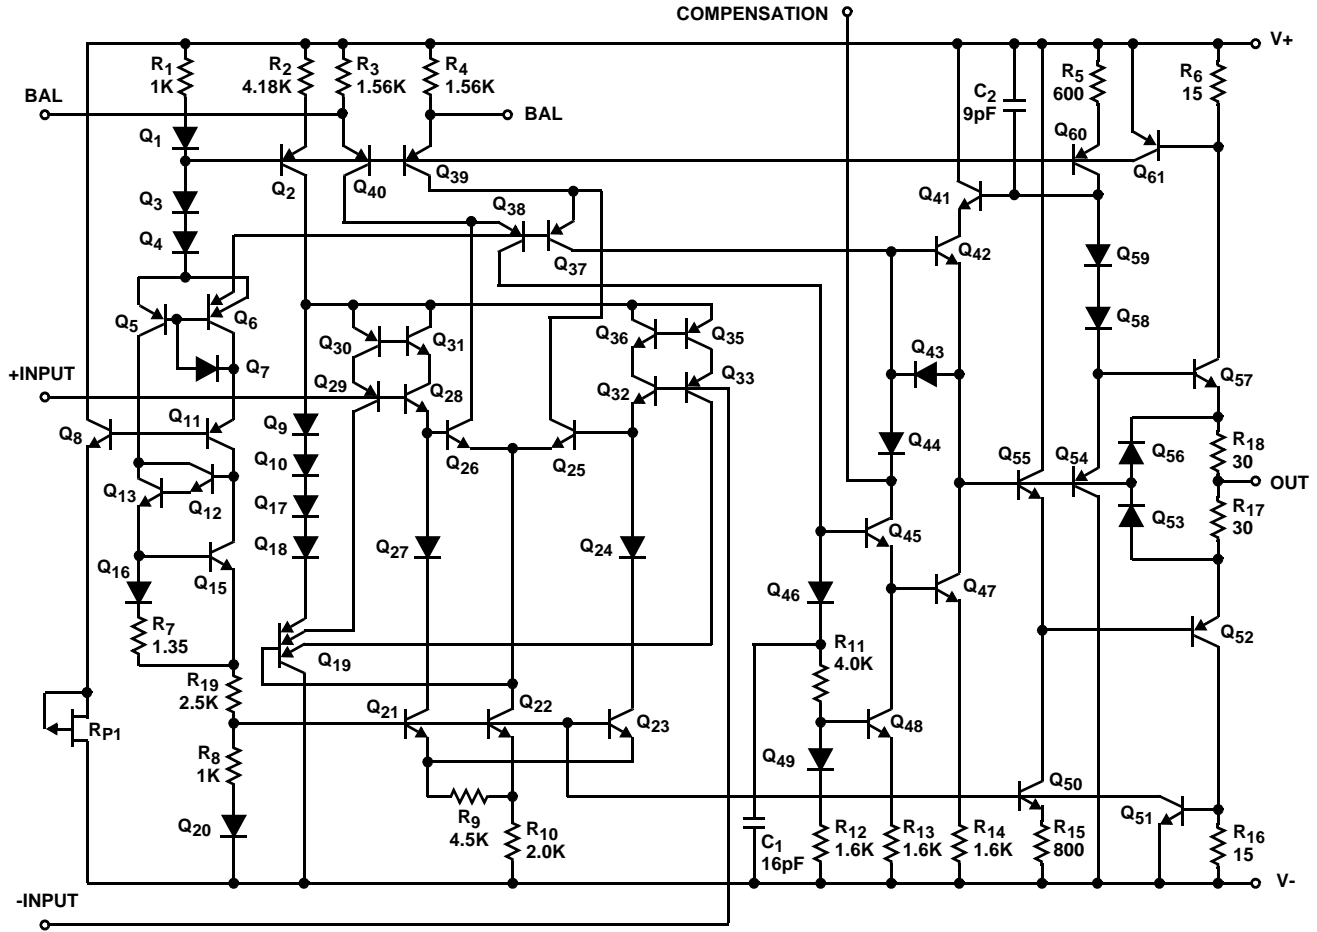 COMPENSATION
V+
R1
1K
R2
4.18K
R3
1.56K
R4
1.56K
C2
9pF
R5
600
R6
15
BAL
BAL
Q1
Q60
Q61
Q2
Q40
Q39
Q3
Q38
Q41
Q4
Q37
Q42
Q59
Q5
Q6
Q58
Q30
Q31
Q36
Q35
Q43
Q7
+INPUT
Q29
Q28
Q32
Q33
Q57
Q8
Q11
Q9
Q44
Q26
Q25
Q10
Q55
Q54
Q56
R18
30
OUT
Q13
Q12
Q17
Q53
R17
30
Q18
Q27
Q24
Q45
Q16
Q15
Q46
Q47
R7
1.35
R11
4.0K
Q52
Q19
R19
2.5K
Q21
Q22
Q23
Q48
RP1
R8
1K
Q49
Q50
Q51
R9
4.5K
Q20
R10
2.0K
C1
16pF
R12
1.6K
R13
1.6K
R14
1.6K
R15
800
R16
15
V-
-INPUT